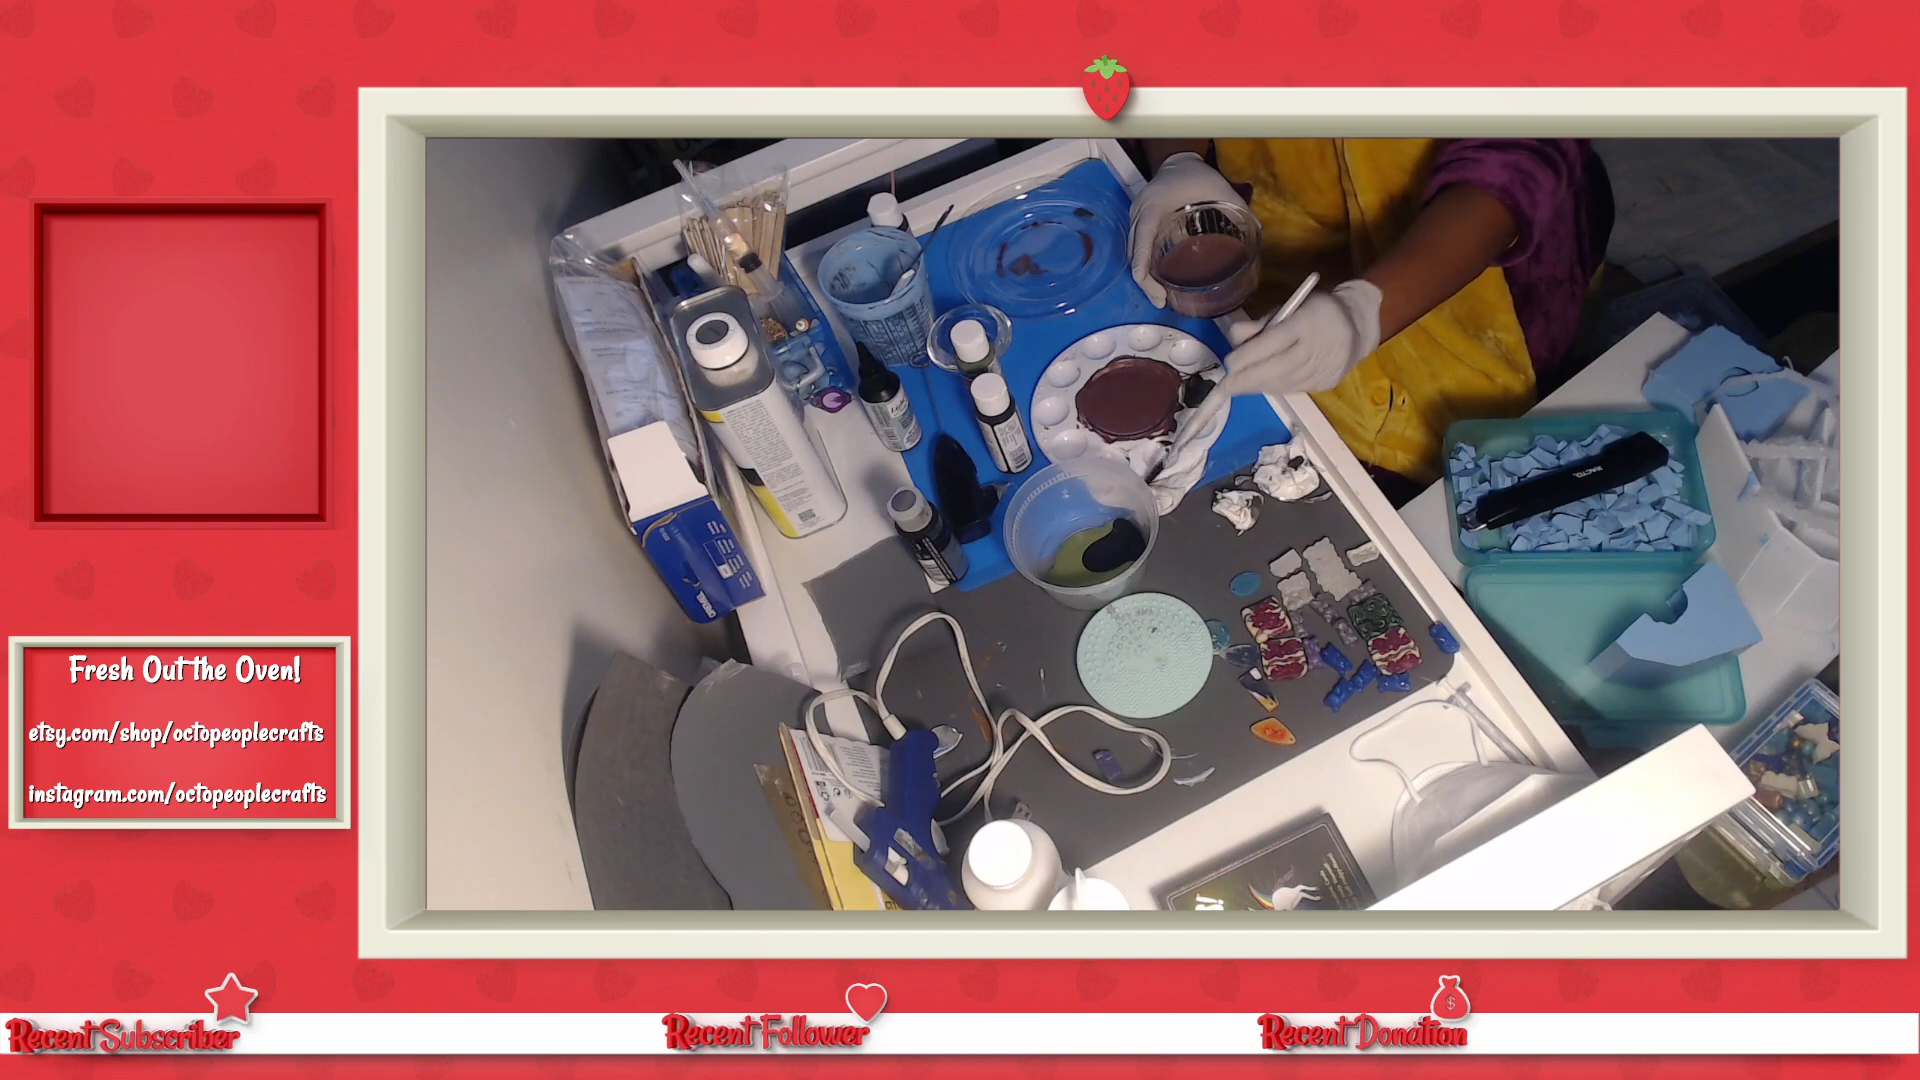 Fresh Out the Oven!
etsy.com/shop/octopeoplecrafts
instagram.com/octopeoplecrafts
Recent Subscriber
Recent Follower
Recent Donation